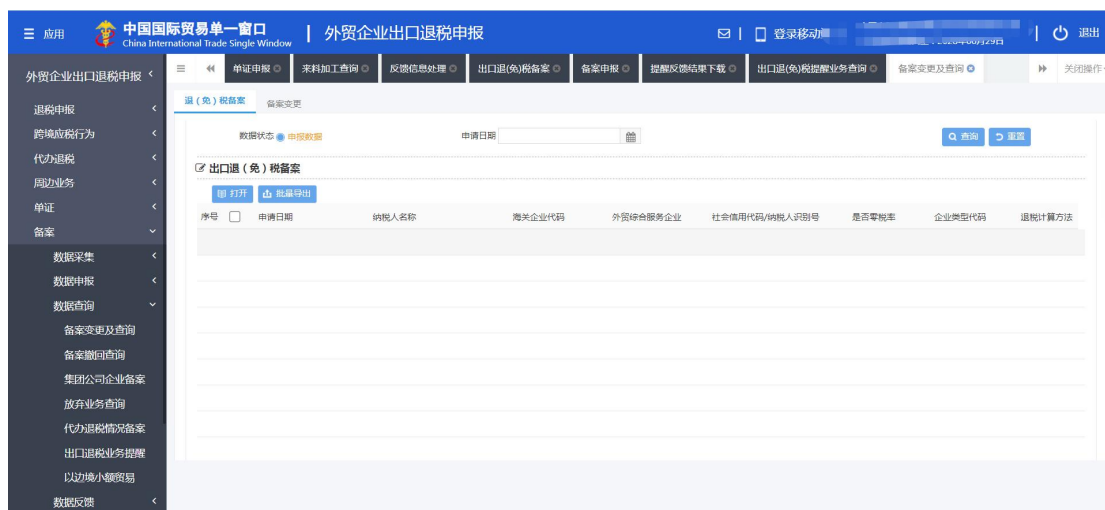 应用
中国国际贸易单一窗口
China International Trade Single Window
外贸企业出口退税申报
登录移动
退出
外贸企业出口退税申报
单证申报
来料加工查询
反馈信息处理
出口退(免)税备案
备案申报
提醒反馈结果下载
出口退(免)税提醒业务查询
备案变更及查询
关闭操作
退税申报
跨境应税行为
代办退税
周边业务
单证
备案
数据采集
数据申报
数据查询
备案变更及查询
备案撤回查询
集团公司企业备案
放弃业务查询
代办退税情况备案
出口退税业务提醒
以边境小额贸易
数据反馈
退（免）税备案
备案变更
数据状态 申报数据
申请日期
查询
重置
出口退（免）税备案
打开
批量导出
序号 申请日期 纳税人名称 海关企业代码 外贸综合服务企业 社会信用代码/纳税人识别号 是否零税率 企业类型代码 退税计算方法